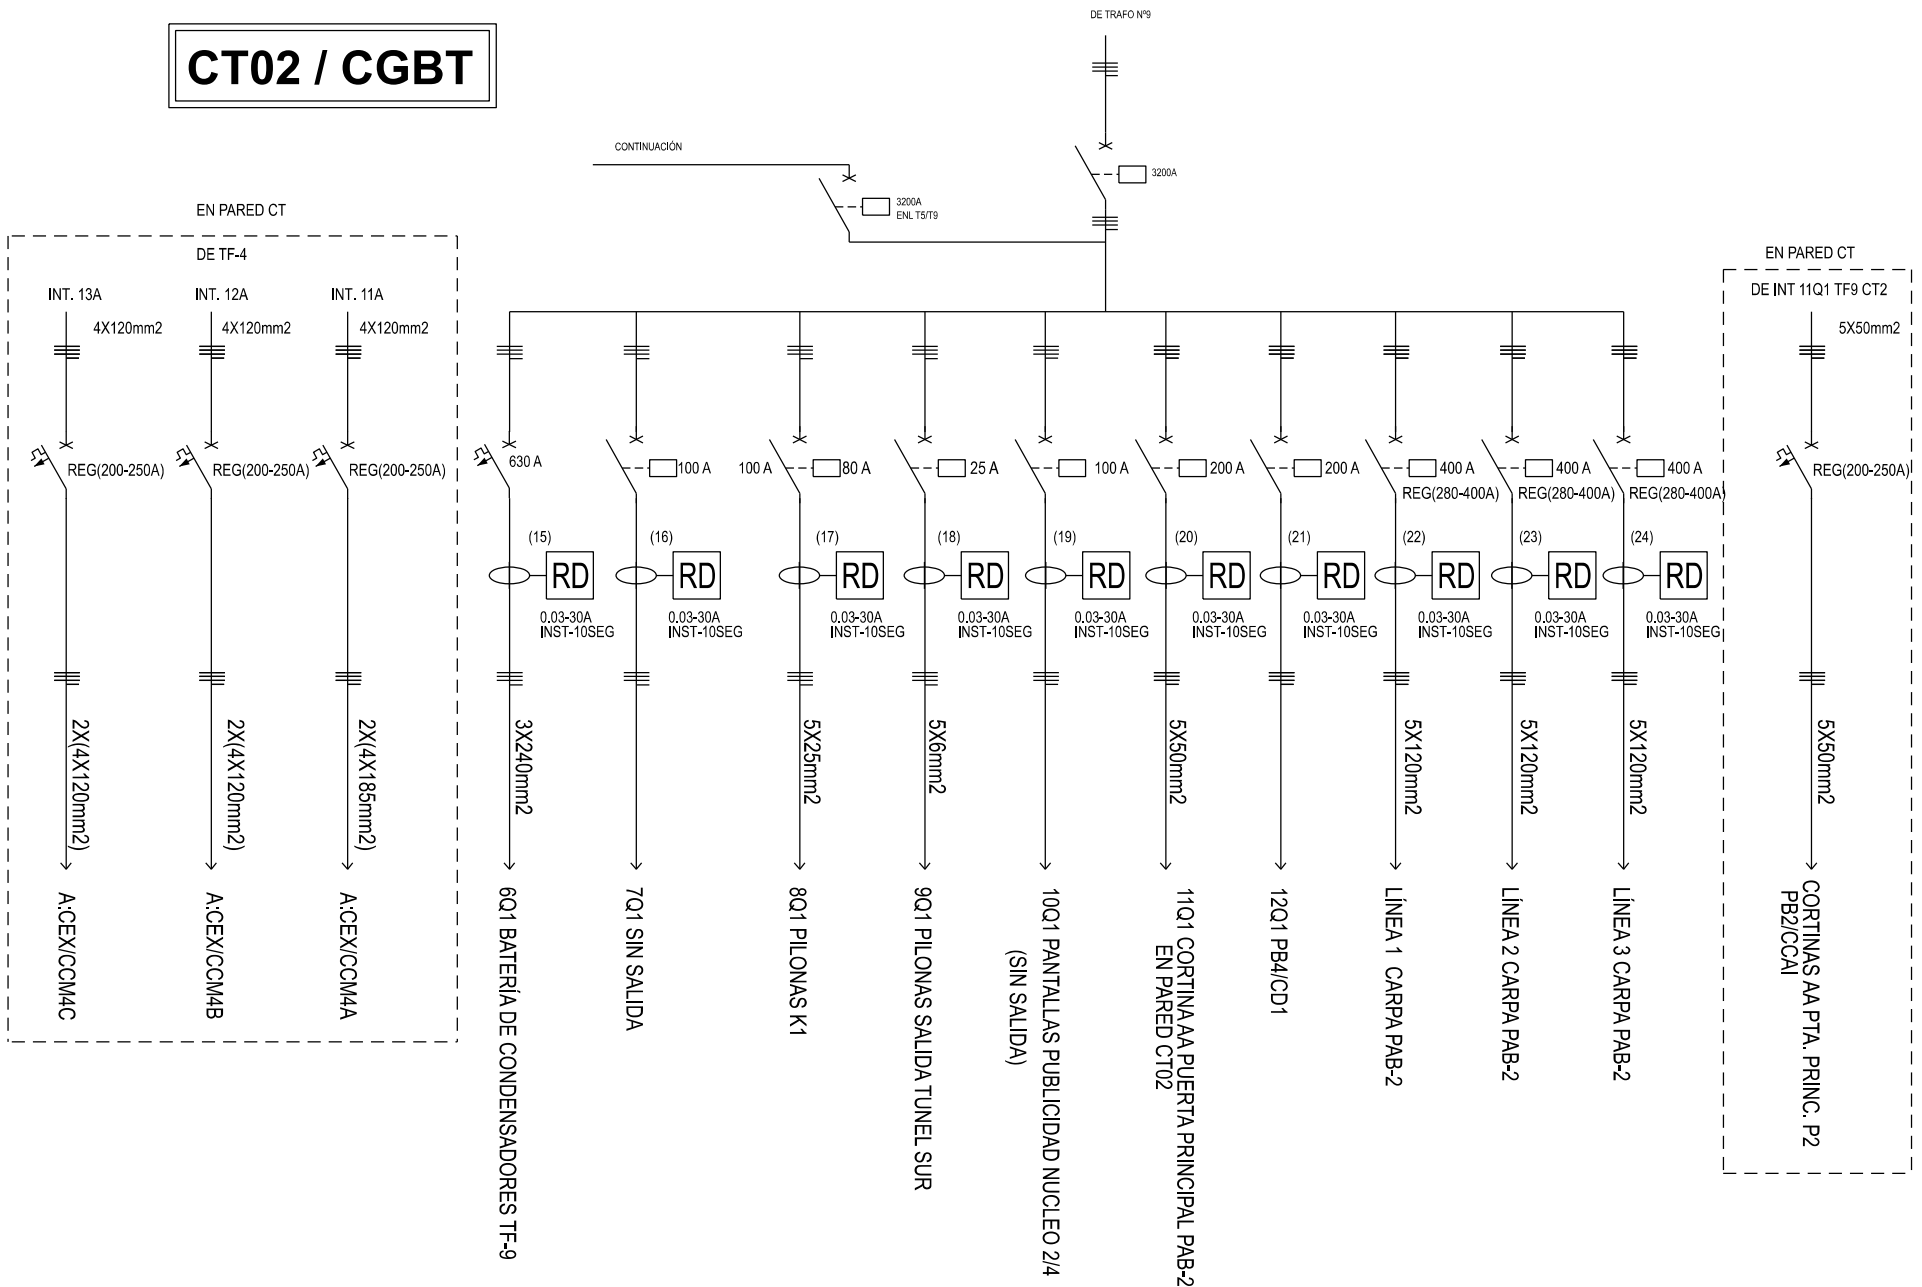 CT02 / CGBT
DE TRAFO Nº9
CONTINUACIÓN
3200A
3200A
ENL T5/T9
EN PARED CT
DE TF-4
INT. 13A
INT. 12A
INT. 11A
4X120mm2
4X120mm2
4X120mm2
EN PARED CT
DE INT 11Q1 TF9 CT2
5X50mm2
REG(200-250A)
REG(200-250A)
REG(200-250A)
630 A
100 A
100 A
80 A
25 A
100 A
200 A
200 A
400 A
REG(280-400A)
400 A
REG(280-400A)
400 A
REG(280-400A)
REG(200-250A)
(15)
(16)
(17)
(18)
(19)
(20)
(21)
(22)
(23)
(24)
RD
RD
RD
RD
RD
RD
RD
RD
RD
RD
0.03-30A
INST-10SEG
0.03-30A
INST-10SEG
0.03-30A
INST-10SEG
0.03-30A
INST-10SEG
0.03-30A
INST-10SEG
0.03-30A
INST-10SEG
0.03-30A
INST-10SEG
0.03-30A
INST-10SEG
0.03-30A
INST-10SEG
0.03-30A
INST-10SEG
2X(4X120mm2)
2X(4X120mm2)
2X(4X185mm2)
3X240mm2
5X25mm2
5X6mm2
5X50mm2
5X120mm2
5X120mm2
5X120mm2
5X50mm2
A:CEX/CCM4C
A:CEX/CCM4B
A:CEX/CCM4A
6Q1 BATERÍA DE CONDENSADORES TF-9
7Q1 SIN SALIDA
8Q1 PILONAS K1
9Q1 PILONAS SALIDA TUNEL SUR
10Q1 PANTALLAS PUBLICIDAD NUCLEO 2/4
(SIN SALIDA)
11Q1 CORTINA AA PUERTA PRINCIPAL PAB-2
EN PARED CT02
12Q1 PB4/CD1
LÍNEA 1 CARPA PAB-2
LÍNEA 2 CARPA PAB-2
LÍNEA 3 CARPA PAB-2
CORTINAS AA PTA. PRINC. P2
PB2/CCAI